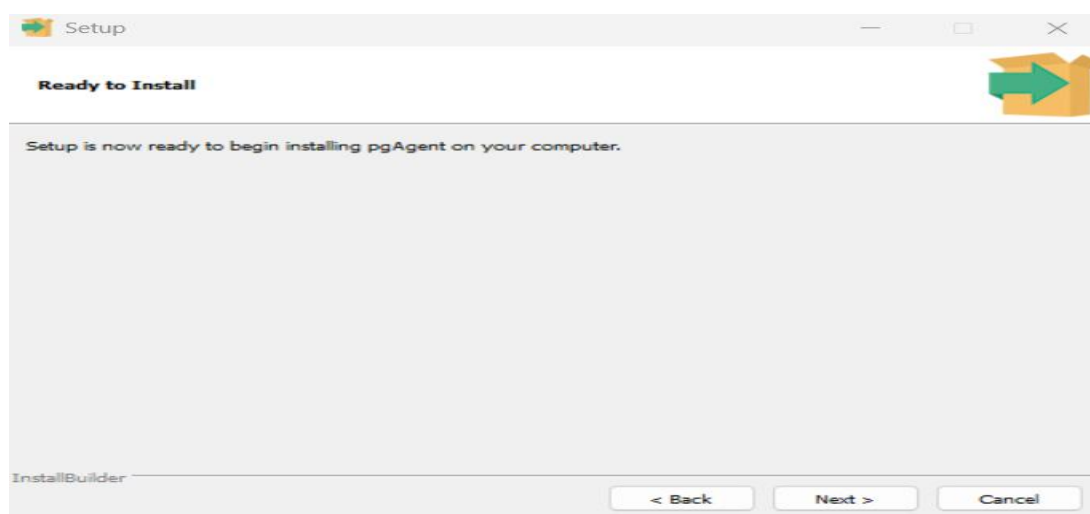 Setup
Ready to Install
Setup is now ready to begin installing pgAgent on your computer.
InstallBuilder
< Back Next > Cancel